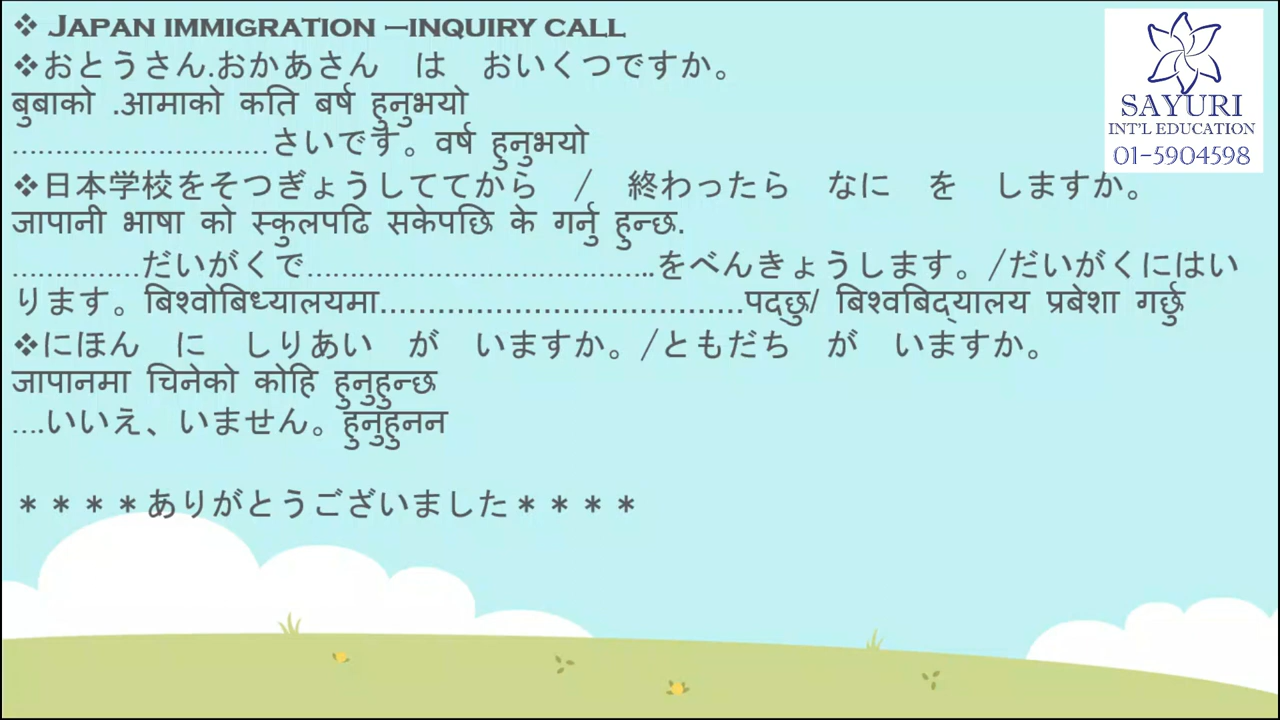 ❖ JAPAN IMMIGRATION –INQUIRY CALL
❖おとうさん.おかあさん　は　おいくつですか。
बुबाको .आमाको कति बर्ष हुनुभयो
............................さいです。वर्ष हुनुभयो
❖日本学校をそつぎょうしててから　/　終わったら　なに　を　しますか。
जापानी भाषा को स्कुलपढि सकेपछि के गर्नु हुन्छ.
...............だいがくで.......................................をべんきょうします。/だいがくにはい
ります。बिश्वोबिध्यालयमा......................................पदछु/ बिश्वबिद्यालय प्रबेशा गर्छु
❖にほん　に　しりあい　が　いますか。/ともだち　が　いますか。
जापानमा चिनेको कोहि हुनुहुन्छ
....いいえ、いません。हुनुहुनन
＊＊＊＊ありがとうございました＊＊＊＊
SAYURI
INT'L EDUCATION
01-5904598